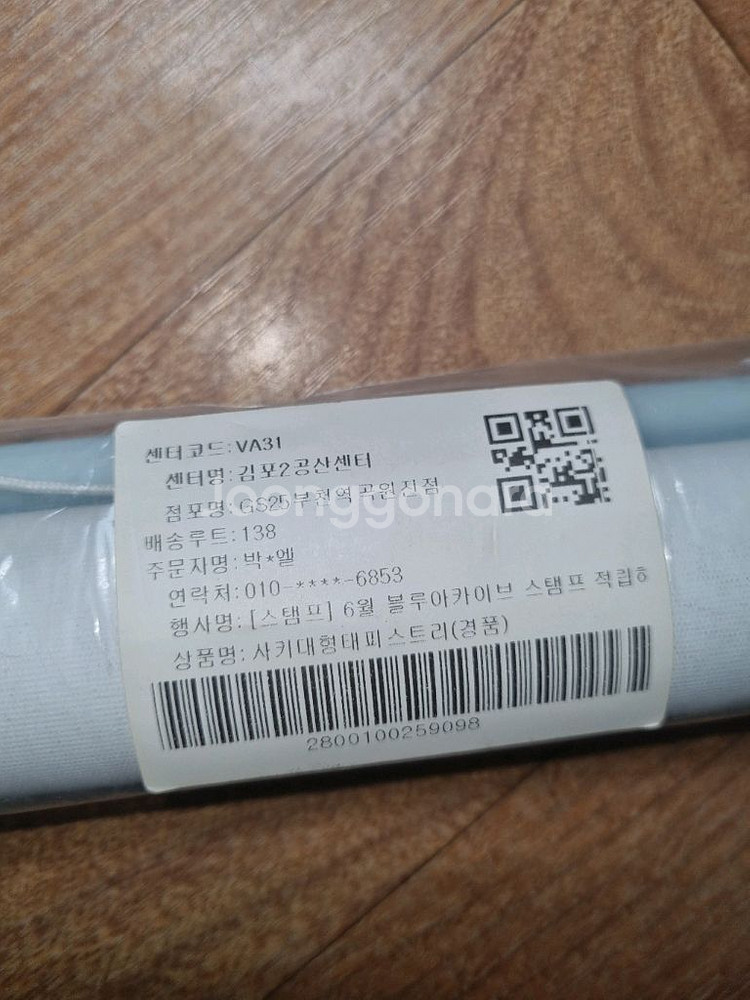 센터코드:VA31
센터명:김포2공산센터
점포명:GS25부천역곡원진점
배송루트:138
주문자명:박*엘
연락처:010-****-6853
행사명:[스탬프] 6월 블루아카이브 스탬프 적립
상품명:사키대형태피스트리(경품)
2800100259098
joonggonara